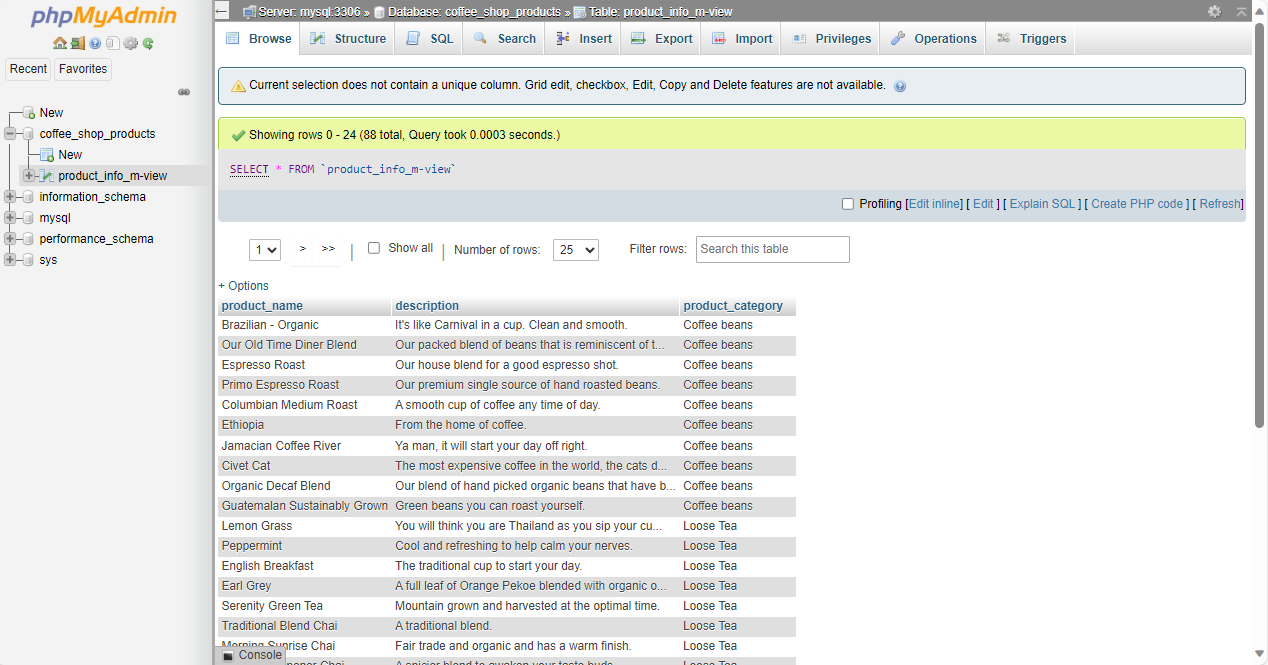 phpMyAdmin
Recent Favorites
New
coffee_shop_products
New
product_info_m-view
information_schema
mysql
performance_schema
sys
← Server: mysql:3306 » Database: coffee_shop_products » Table: product_info_m-view
Browse Structure SQL Search Insert Export Import Privileges Operations Triggers
Current selection does not contain a unique column. Grid edit, checkbox, Edit, Copy and Delete features are not available.
Showing rows 0 - 24 (88 total, Query took 0.0003 seconds.)
SELECT * FROM `product_info_m-view`
Profiling [Edit inline] [ Edit ] [ Explain SQL ] [ Create PHP code ] [ Refresh]
1 > >> | Show all | Number of rows: 25 Filter rows: Search this table
+ Options
product_name description product_category
Brazilian - Organic It's like Carnival in a cup. Clean and smooth. Coffee beans
Our Old Time Diner Blend Our packed blend of beans that is reminiscent of t... Coffee beans
Espresso Roast Our house blend for a good espresso shot. Coffee beans
Primo Espresso Roast Our premium single source of hand roasted beans. Coffee beans
Columbian Medium Roast A smooth cup of coffee any time of day. Coffee beans
Ethiopia From the home of coffee. Coffee beans
Jamacian Coffee River Ya man, it will start your day off right. Coffee beans
Civet Cat The most expensive coffee in the world, the cats d... Coffee beans
Organic Decaf Blend Our blend of hand picked organic beans that have b... Coffee beans
Guatemalan Sustainably Grown Green beans you can roast yourself. Coffee beans
Lemon Grass You will think you are Thailand as you sip your cu... Loose Tea
Peppermint Cool and refreshing to help calm your nerves. Loose Tea
English Breakfast The traditional cup to start your day. Loose Tea
Earl Grey A full leaf of Orange Pekoe blended with organic o... Loose Tea
Serenity Green Tea Mountain grown and harvested at the optimal time. Loose Tea
Traditional Blend Chai A traditional blend. Loose Tea
Morning Sunrise Chai Fair trade and organic and has a warm finish. Loose Tea
Console
Chai A spicier blend to awaken your taste buds. Loose Tea